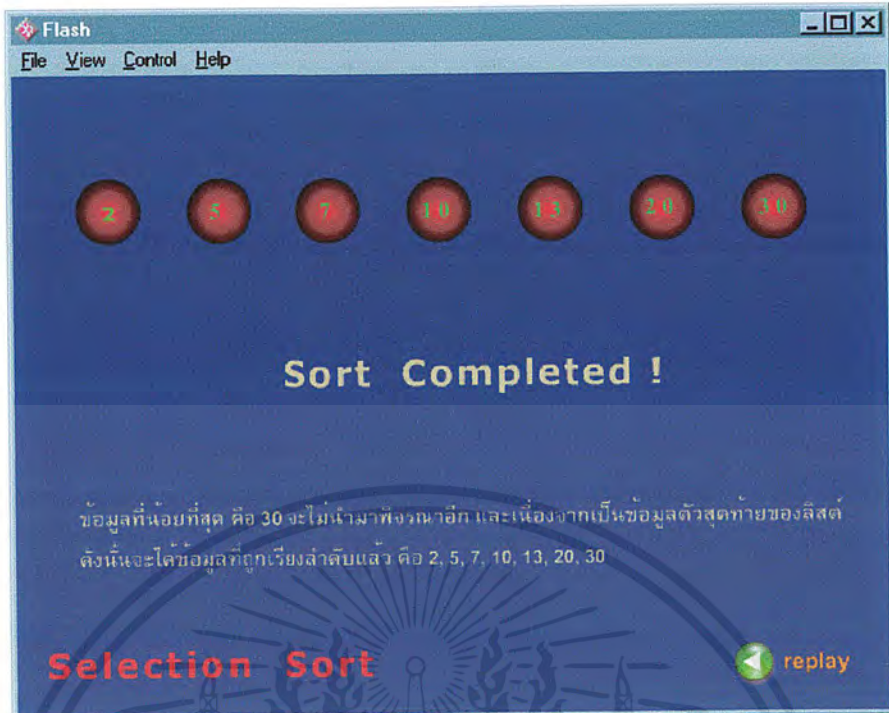 Flash
File View Control Help
2 5 7 10 13 20 30
Sort Completed !
ข้อมูลที่น้อยที่สุด คือ 30 จะไม่นำมาพิจรณาอีก และเนื่องจากเป็นข้อมูลตัวสุดท้ายของลิสต์
ดังนั้นจะได้ข้อมูลที่ถูกเรียงลำดับแล้ว คือ 2, 5, 7, 10, 13, 20, 30
Selection Sort
replay